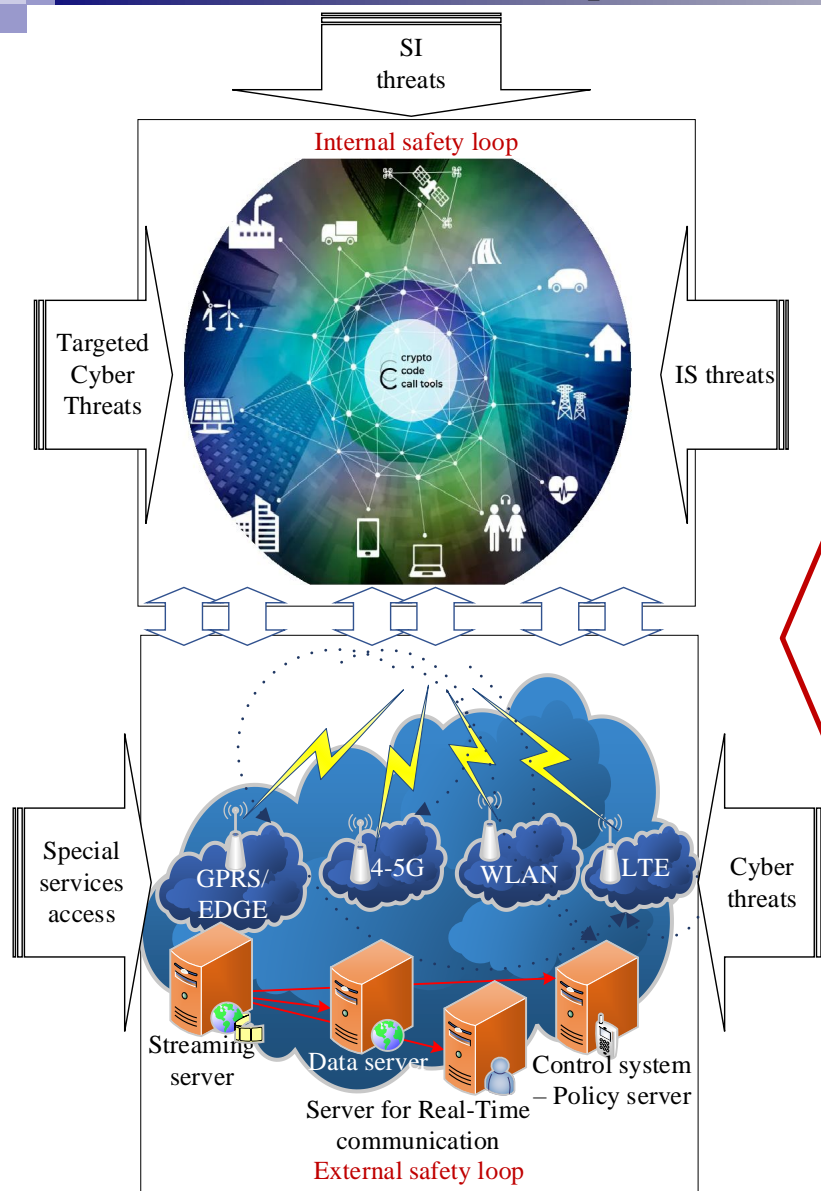 SI
threats
Internal safety loop
Targeted
Cyber
Threats
crypto
code
call tools
IS threats
Special
services
access
GPRS/
EDGE
4-5G
WLAN
LTE
Cyber
threats
Streaming
server
Data server
Server for Real-Time
communication
Control system
– Policy server
External safety loop